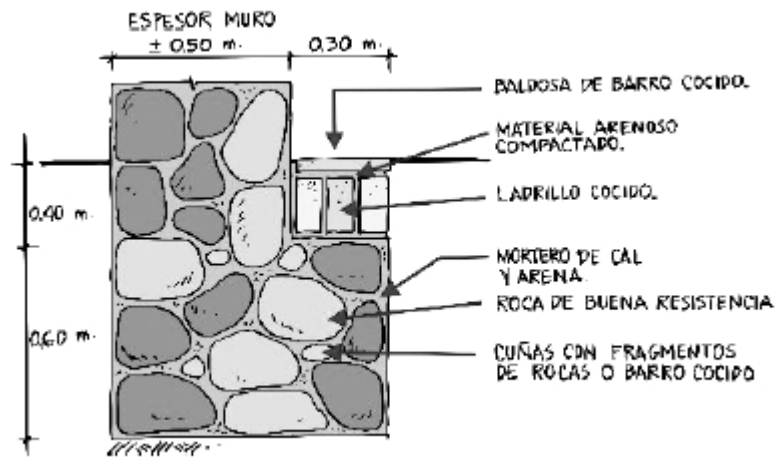 ESPESOR MURO
± 0,50 m.
0,30 m.
BALDOSA DE BARRO COCIDO.
MATERIAL ARENOSO
COMPACTADO.
LADRILLO COCIDO.
0,40 m.
MORTERO DE CAL
Y ARENA.
ROCA DE BUENA RESISTENCIA
0,60 m.
CUÑAS CON FRAGMENTOS
DE ROCAS O BARRO COCIDO